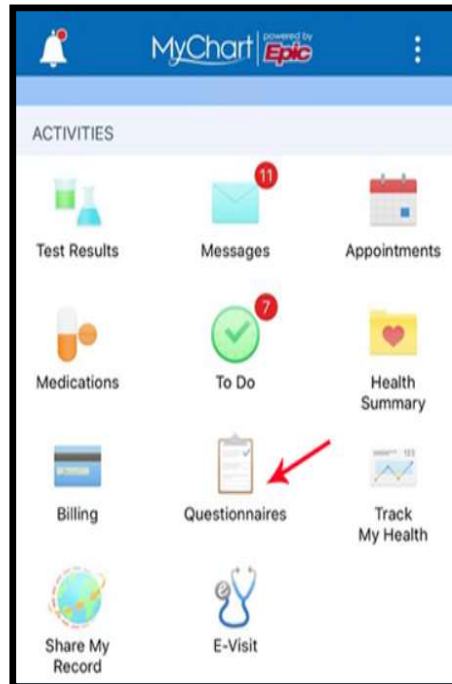 MyChart powered by Epic
ACTIVITIES
11
Test Results Messages Appointments
7
Medications To Do Health
Summary
123
Billing Questionnaires Track
My Health
Share My E-Visit
Record